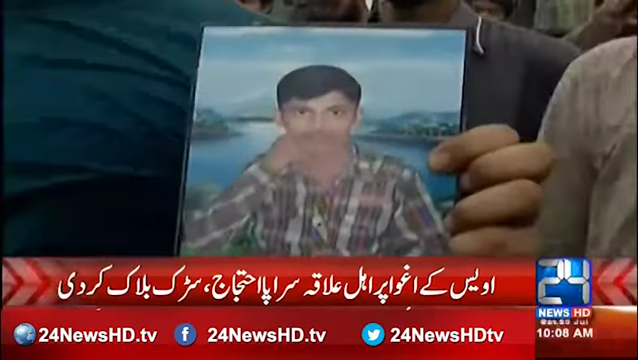 اویس کے اغوا پر اہل علاقہ سراپا احتجاج، سڑک بلاک کر دی
24
NEWS HD
10:08 AM
24NewsHD.tv
/24NewsHD.tv
/24NewsHDtv